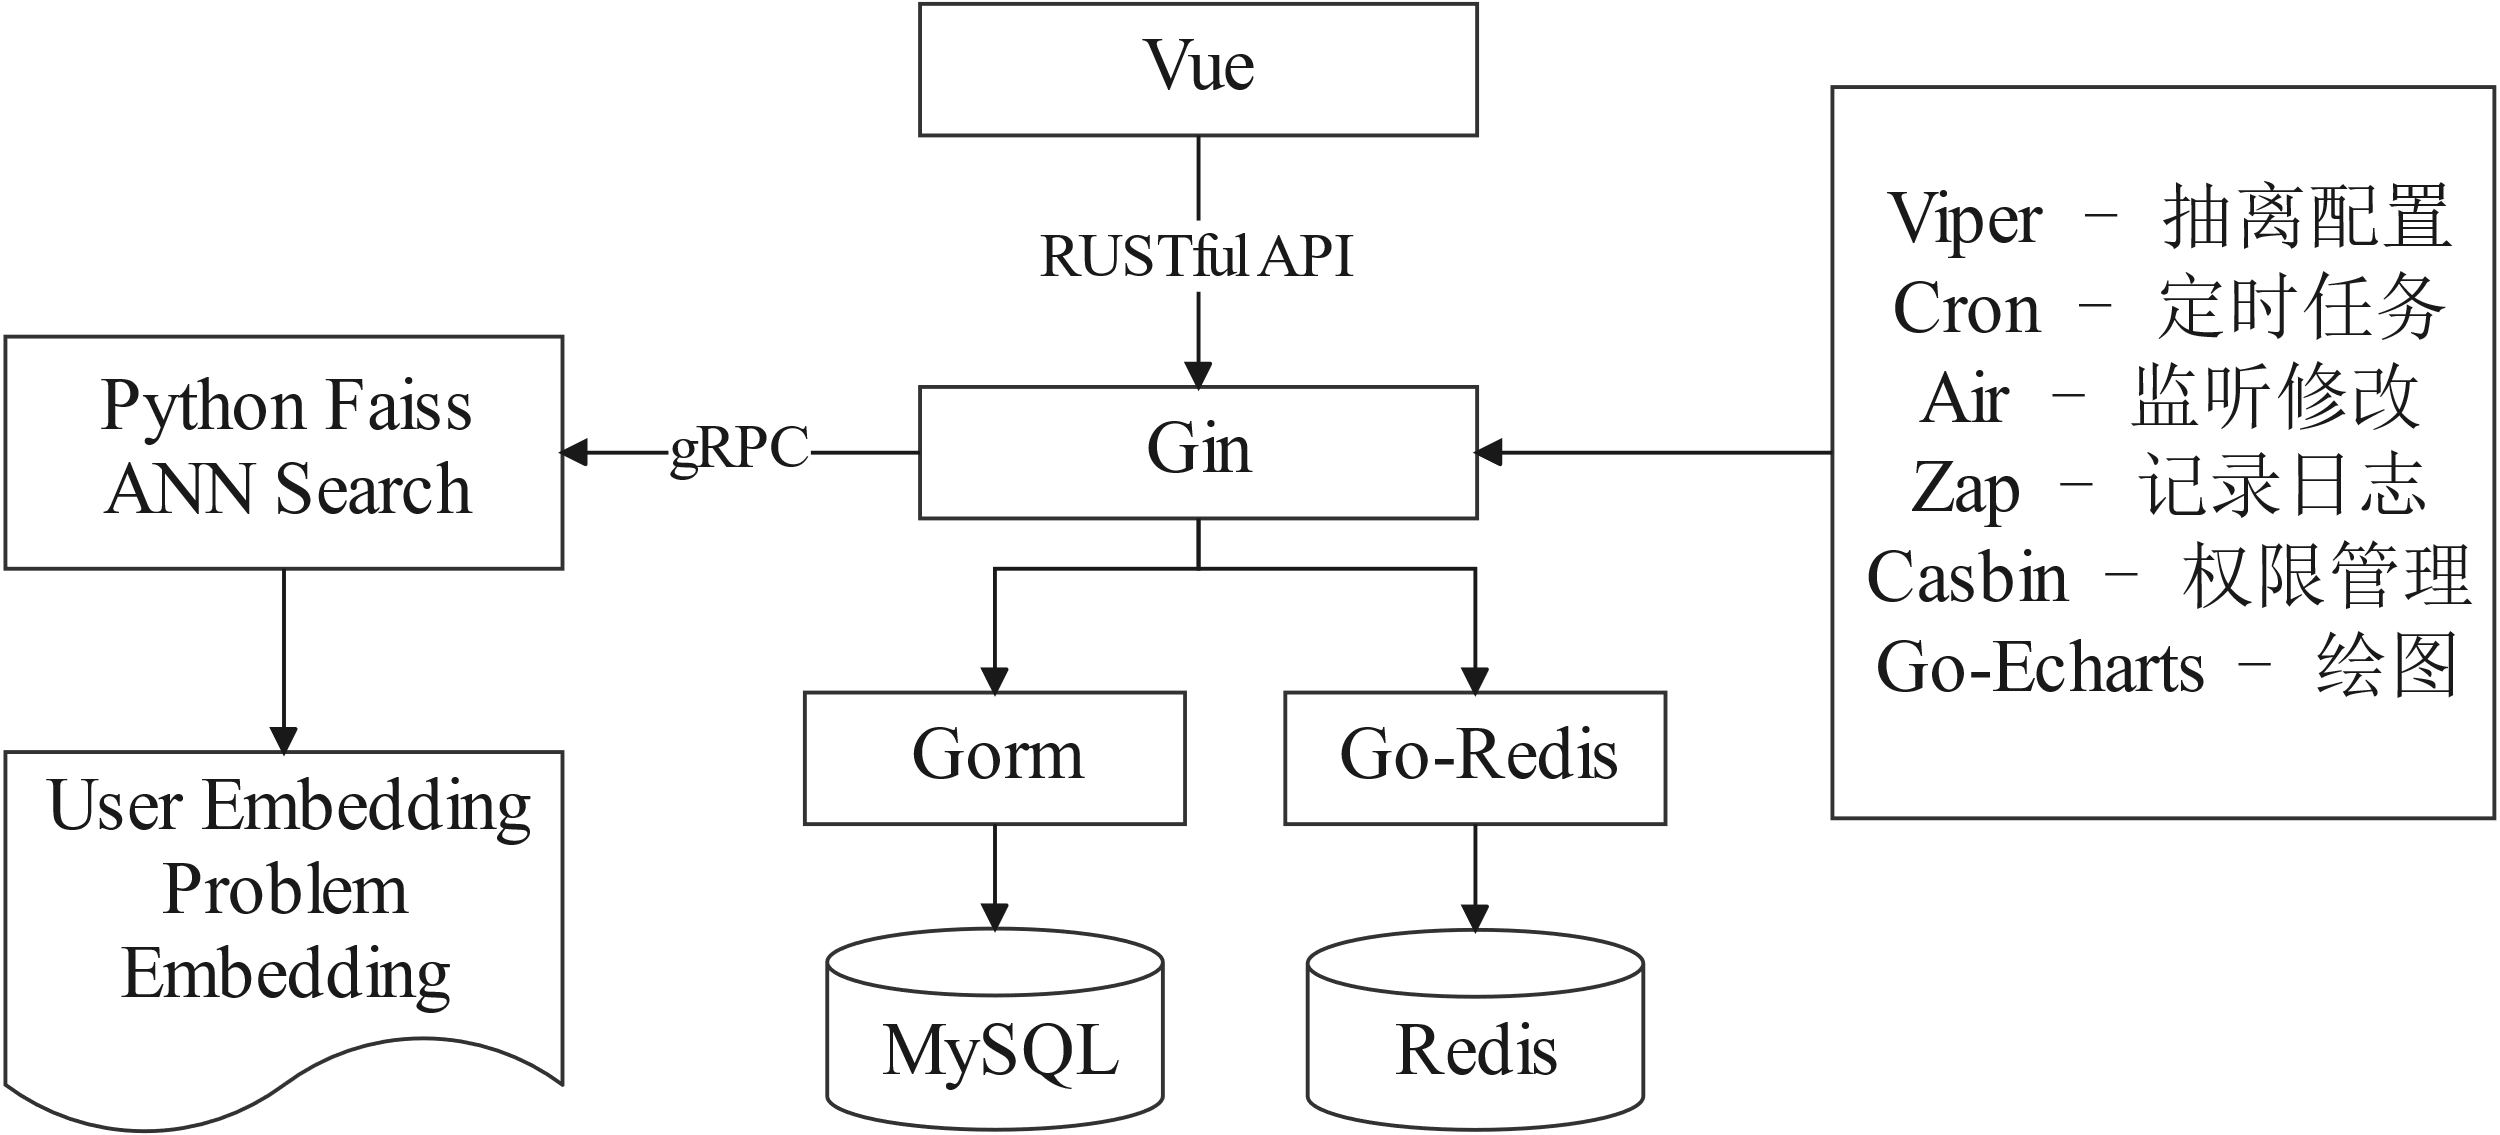 Vue
RUSTful API
Viper － 抽离配置
Cron － 定时任务
Air － 监听修改
Zap － 记录日志
Casbin － 权限管理
Go-Echarts － 绘图
Python Faiss
ANN Search
gRPC
Gin
Gorm
Go-Redis
User Embedding
Problem
Embedding
MySQL
Redis